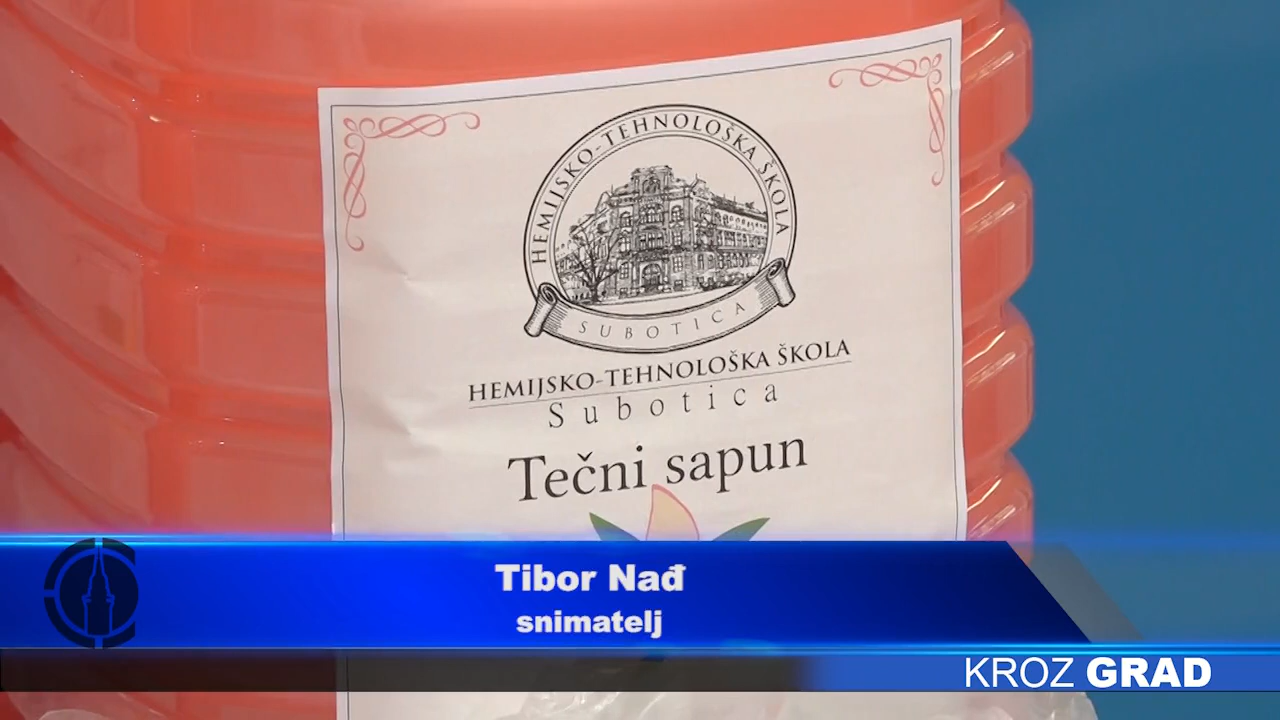 HEMIJSKO-TEHNOLOŠKA ŠKOLA
SUBOTICA
HEMIJSKO-TEHNOLOŠKA ŠKOLA
Subotica
Tečni sapun
Tibor Nađ
snimatelj
KROZ GRAD